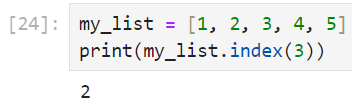 [24]: my_list = [1, 2, 3, 4, 5]
print(my_list.index(3))
2